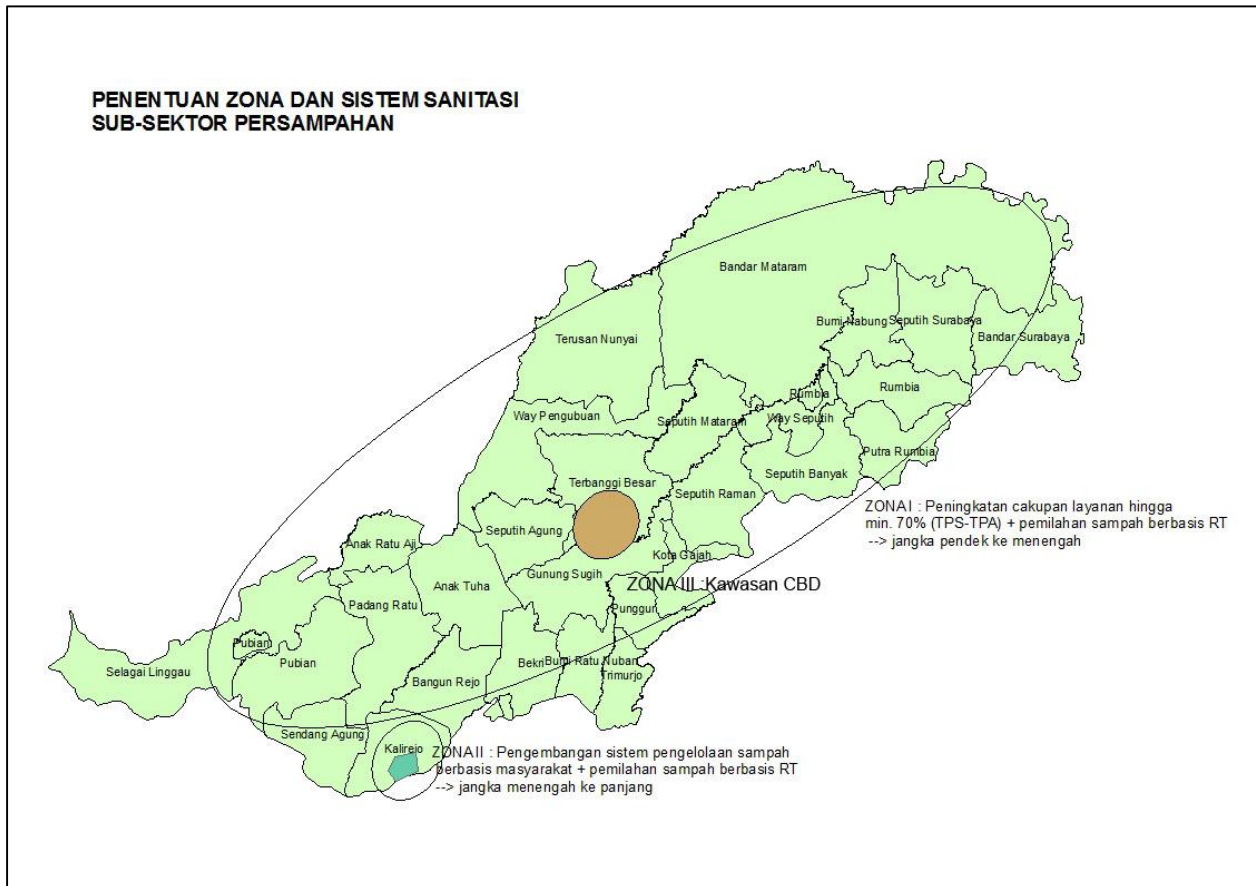 PENENTUAN ZONA DAN SISTEM SANITASI
SUB-SEKTOR PERSAMPAHAN
Bandar Mataram
Bumi Nabung
Seputih Surabaya
Bandar Surabaya
Terusan Nunyai
Rumbia
Rumbia
Way Pengubuan
Seputih Mataram
Way Seputih
Putra Rumbia
Seputih Banyak
Terbanggi Besar
Seputih Raman
ZONA I : Peningkatan cakupan layanan hingga
min. 70% (TPS-TPA) + pemilahan sampah berbasis RT
--> jangka pendek ke menengah
Seputih Agung
Anak Ratu Aji
Kota Gajah
Gunung Sugih
Anak Tuha
ZONA III :Kawasan CBD
Padang Ratu
Punggur
Pubian
Pubian
Selagai Linggau
Bekri
Bumi Ratu Nuban
Trimurjo
Bangun Rejo
Sendang Agung
Kalirejo
ZONA II : Pengembangan sistem pengelolaan sampah
berbasis masyarakat + pemilahan sampah berbasis RT
--> jangka menengah ke panjang